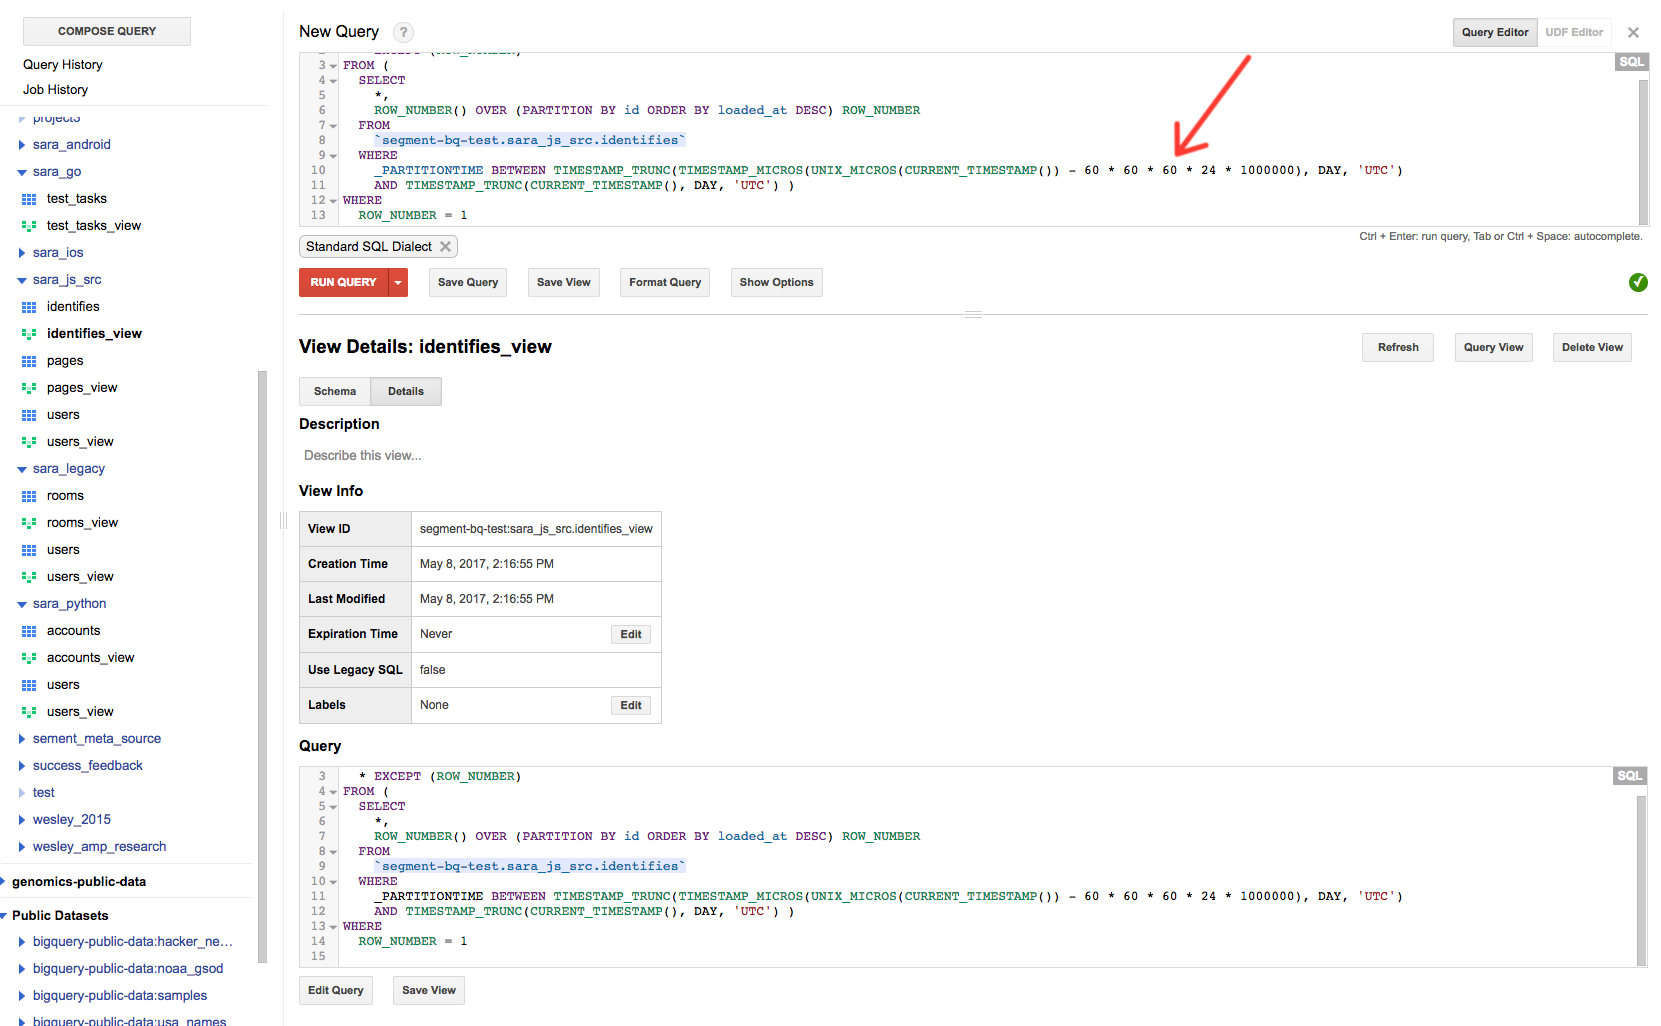 COMPOSE QUERY
Query History
Job History
project3
sara_android
sara_go
test_tasks
test_tasks_view
sara_ios
sara_js_src
identifies
identifies_view
pages
pages_view
users
users_view
sara_legacy
rooms
rooms_view
users
users_view
sara_python
accounts
accounts_view
users
users_view
sement_meta_source
success_feedback
test
wesley_2015
wesley_amp_research
genomics-public-data
Public Datasets
bigquery-public-data:hacker_ne…
bigquery-public-data:noaa_gsod
bigquery-public-data:samples
bigquery-public-data:usa_names
New Query ?
Query Editor UDF Editor ×
SQL
3 FROM (
4 SELECT
5 *,
6 ROW_NUMBER() OVER (PARTITION BY id ORDER BY loaded_at DESC) ROW_NUMBER
7 FROM
8 `segment-bq-test.sara_js_src.identifies`
9 WHERE
10 _PARTITIONTIME BETWEEN TIMESTAMP_TRUNC(TIMESTAMP_MICROS(UNIX_MICROS(CURRENT_TIMESTAMP()) - 60 * 60 * 60 * 24 * 1000000), DAY, 'UTC')
11 AND TIMESTAMP_TRUNC(CURRENT_TIMESTAMP(), DAY, 'UTC') )
12 WHERE
13 ROW_NUMBER = 1
Ctrl + Enter: run query, Tab or Ctrl + Space: autocomplete.
Standard SQL Dialect
RUN QUERY Save Query Save View Format Query Show Options
View Details: identifies_view
Refresh Query View Delete View
Schema Details
Description
Describe this view...
View Info
View ID segment-bq-test:sara_js_src.identifies_view
Creation Time May 8, 2017, 2:16:55 PM
Last Modified May 8, 2017, 2:16:55 PM
Expiration Time Never Edit
Use Legacy SQL false
Labels None Edit
Query
SQL
3 * EXCEPT (ROW_NUMBER)
4 FROM (
5 SELECT
6 *,
7 ROW_NUMBER() OVER (PARTITION BY id ORDER BY loaded_at DESC) ROW_NUMBER
8 FROM
9 `segment-bq-test.sara_js_src.identifies`
10 WHERE
11 _PARTITIONTIME BETWEEN TIMESTAMP_TRUNC(TIMESTAMP_MICROS(UNIX_MICROS(CURRENT_TIMESTAMP()) - 60 * 60 * 60 * 24 * 1000000), DAY, 'UTC')
12 AND TIMESTAMP_TRUNC(CURRENT_TIMESTAMP(), DAY, 'UTC') )
13 WHERE
14 ROW_NUMBER = 1
15
Edit Query Save View